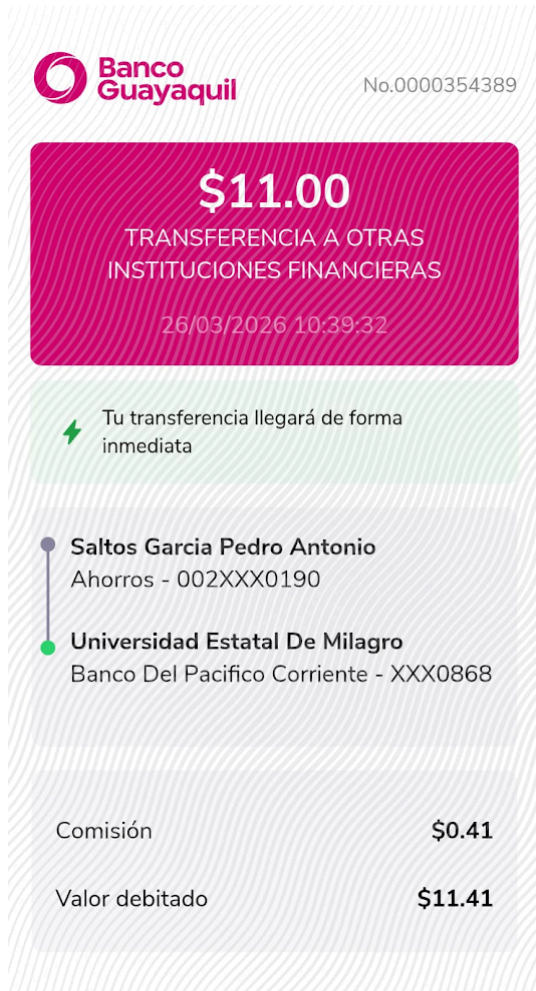 Banco
Guayaquil
No.0000354389
$11.00
TRANSFERENCIA A OTRAS
INSTITUCIONES FINANCIERAS
26/03/2026 10:39:32
Tu transferencia llegará de forma
inmediata
Saltos Garcia Pedro Antonio
Ahorros - 002XXX0190
Universidad Estatal De Milagro
Banco Del Pacifico Corriente - XXX0868
Comisión $0.41
Valor debitado $11.41